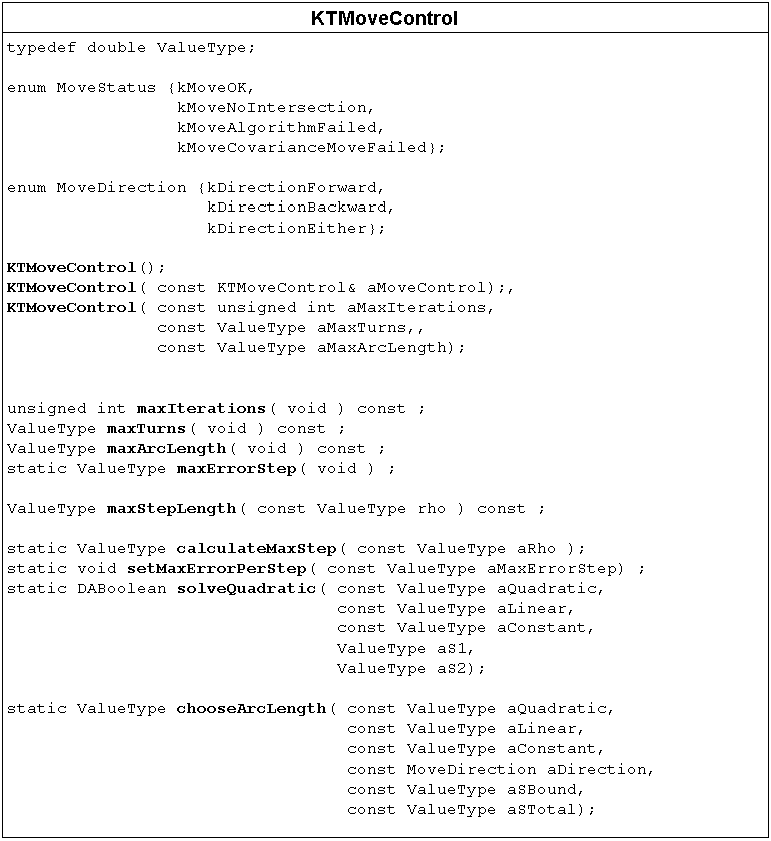 KTMoveControl
typedef double ValueType;
enum MoveStatus {kMoveOK,
kMoveNoIntersection,
kMoveAlgorithmFailed,
kMoveCovarianceMoveFailed};
enum MoveDirection {kDirectionForward,
kDirectionBackward,
kDirectionEither};
KTMoveControl();
KTMoveControl( const KTMoveControl& aMoveControl);,
KTMoveControl( const unsigned int aMaxIterations,
const ValueType aMaxTurns,,
const ValueType aMaxArcLength);
unsigned int maxIterations( void ) const ;
ValueType maxTurns( void ) const ;
ValueType maxArcLength( void ) const ;
static ValueType maxErrorStep( void ) ;
ValueType maxStepLength( const ValueType rho ) const ;
static ValueType calculateMaxStep( const ValueType aRho );
static void setMaxErrorPerStep( const ValueType aMaxErrorStep) ;
static DABoolean solveQuadratic( const ValueType aQuadratic,
const ValueType aLinear,
const ValueType aConstant,
ValueType aS1,
ValueType aS2);
static ValueType chooseArcLength( const ValueType aQuadratic,
const ValueType aLinear,
const ValueType aConstant,
const MoveDirection aDirection,
const ValueType aSBound,
const ValueType aSTotal);